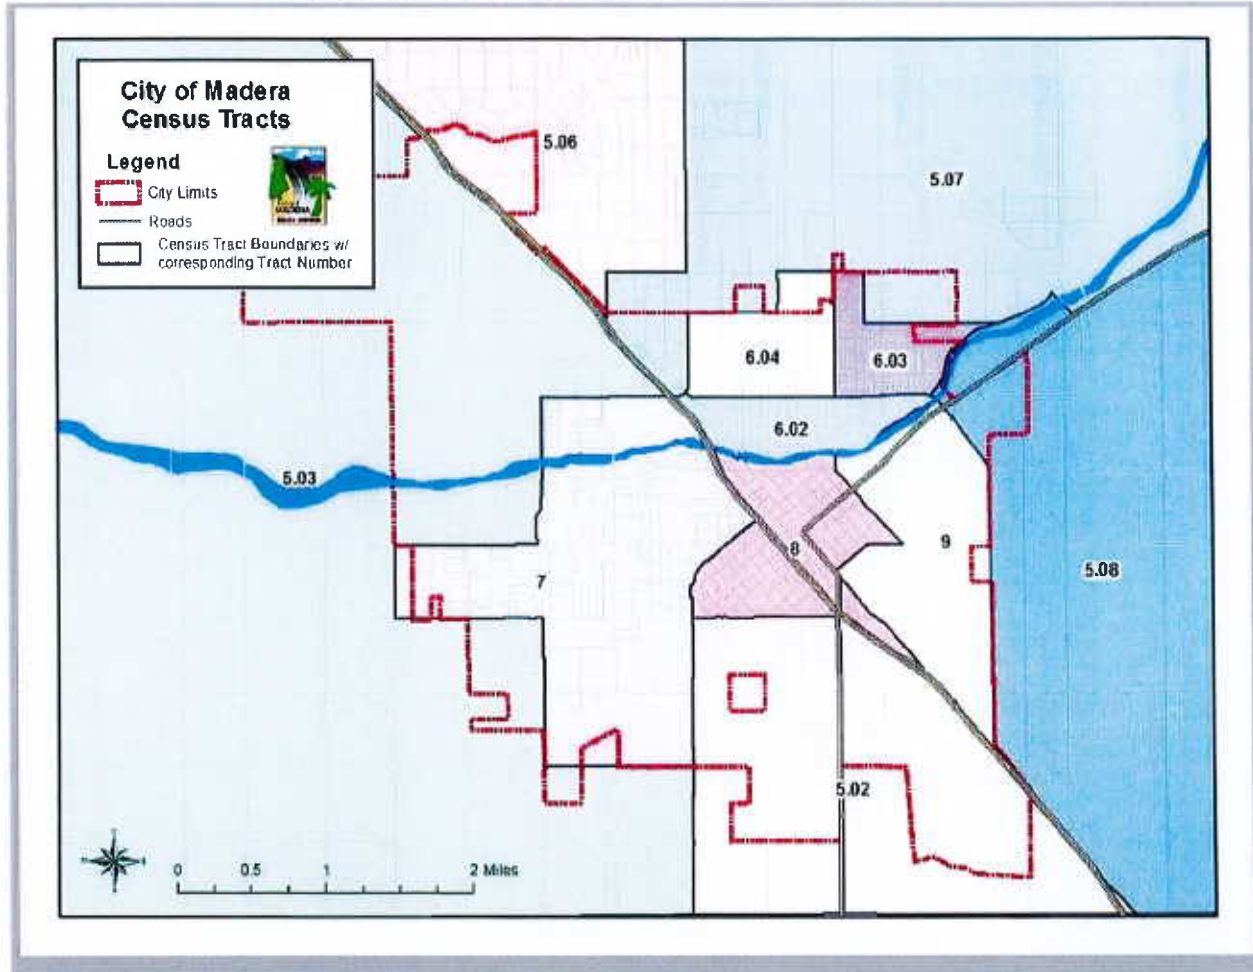 City of Madera
Census Tracts
Legend
City Limits
MADERA
Roads
Census Tract Boundaries w/
corresponding Tract Number
5.06
5.07
6.04
6.03
6.02
5.03
8
9
7
5.08
5.02
0 0.5 1 2 Miles